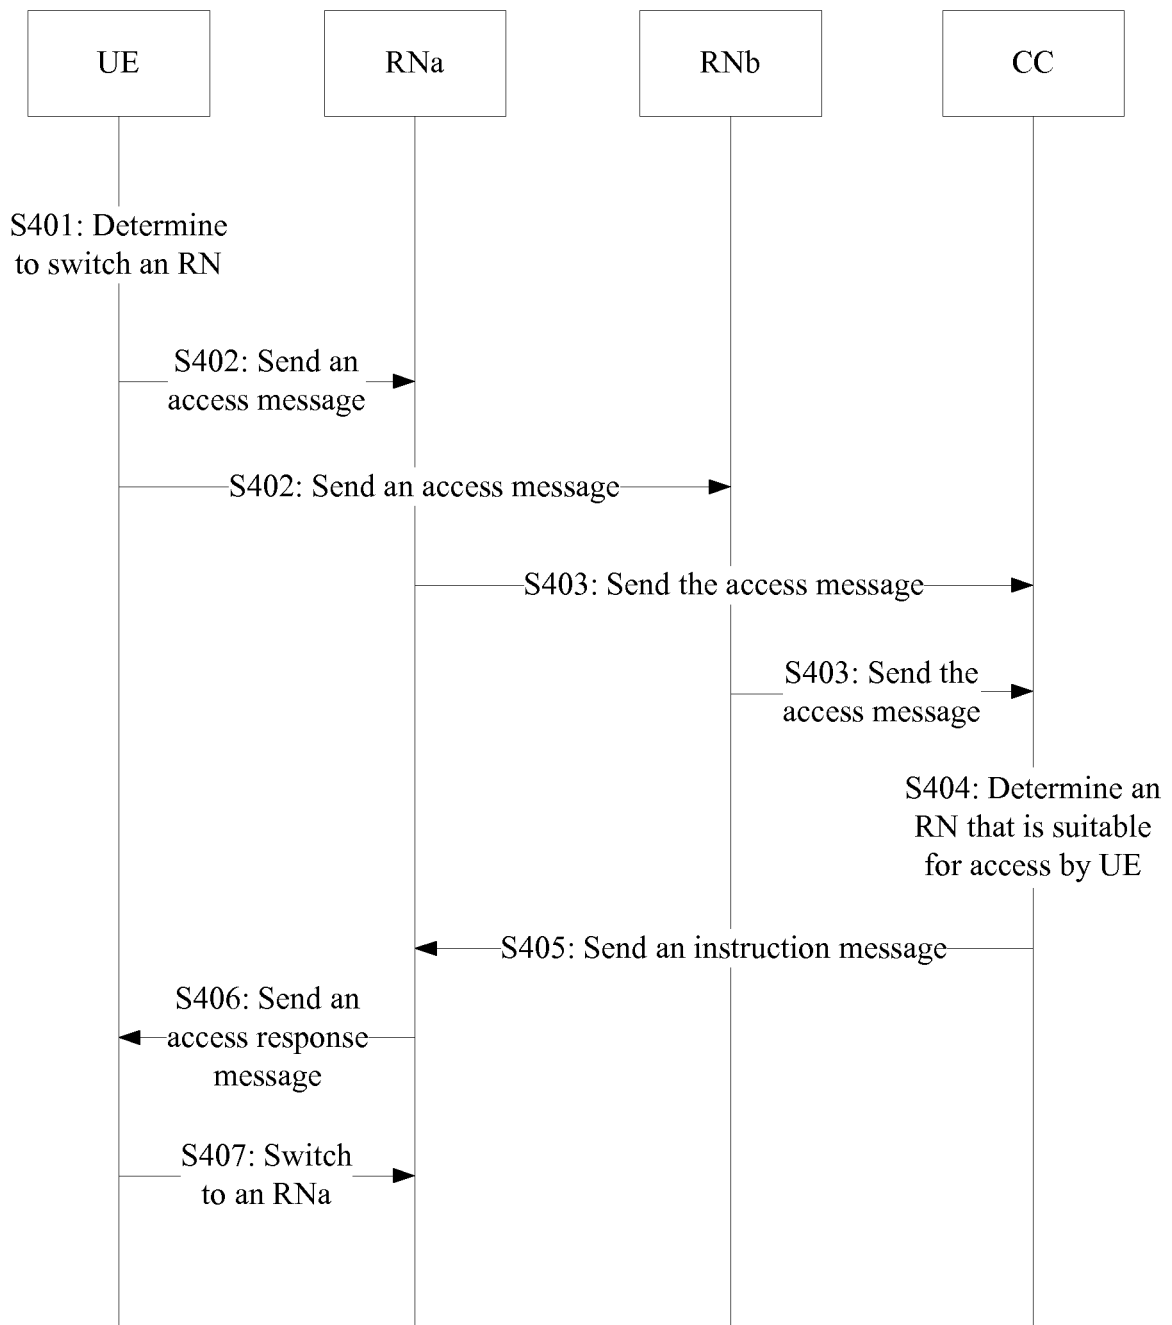 UE
RNa
RNb
CC
S401: Determine
to switch an RN
S402: Send an
access message
S402: Send an access message
S403: Send the access message
S403: Send the
access message
S404: Determine an
RN that is suitable
for access by UE
S405: Send an instruction message
S406: Send an
access response
message
S407: Switch
to an RNa